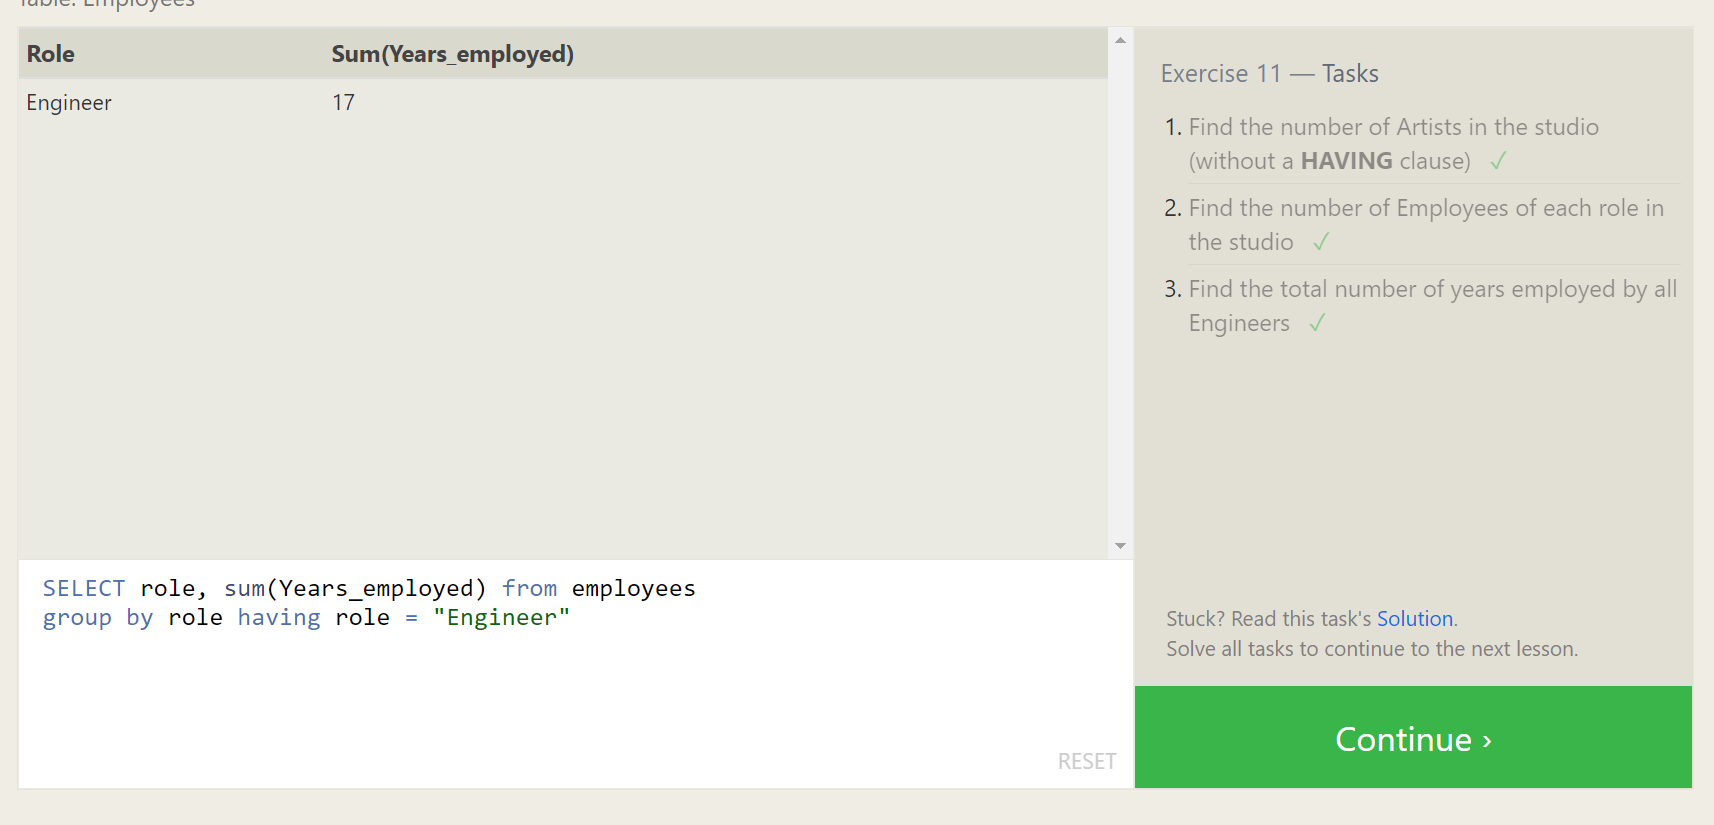 Table: Employees
Role Sum(Years_employed)
Engineer 17
SELECT role, sum(Years_employed) from employees
group by role having role = "Engineer"
RESET
Exercise 11 — Tasks
1. Find the number of Artists in the studio
(without a HAVING clause) ✓
2. Find the number of Employees of each role in
the studio ✓
3. Find the total number of years employed by all
Engineers ✓
Stuck? Read this task's Solution.
Solve all tasks to continue to the next lesson.
Continue ›